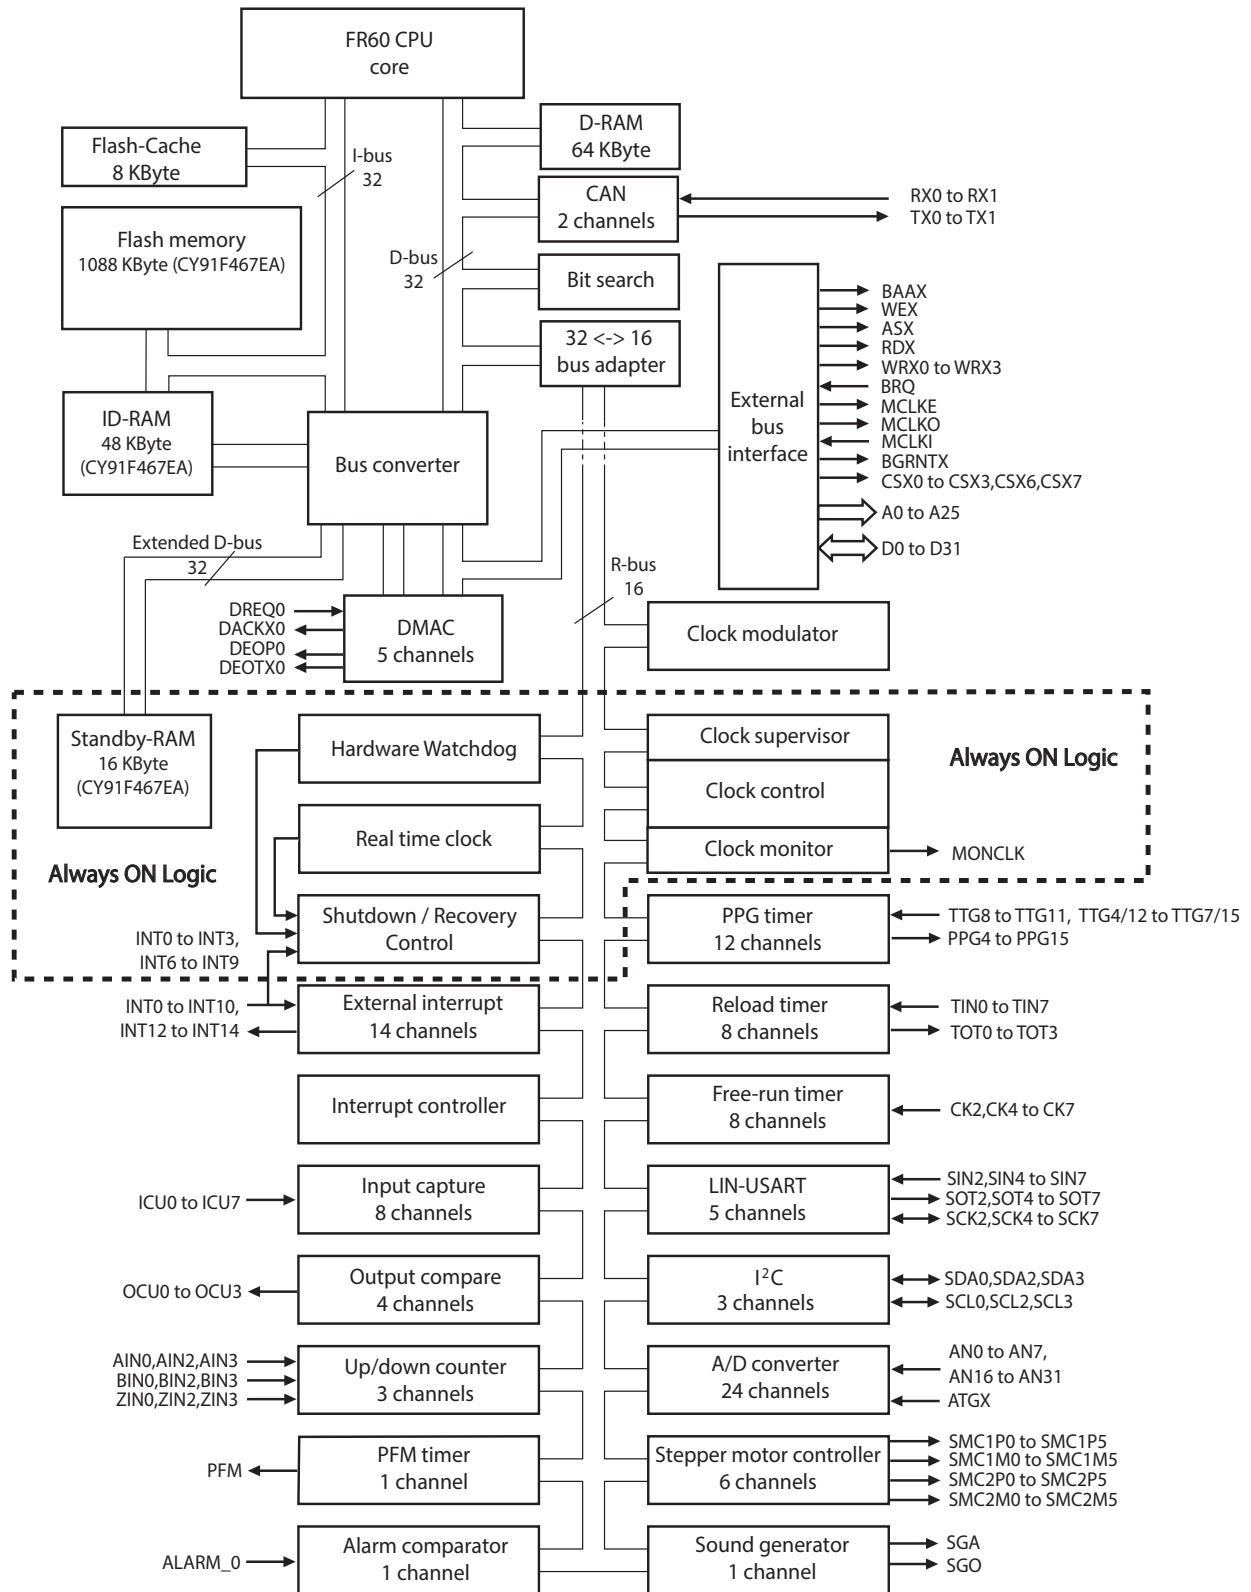 FR60 CPU
core
Flash-Cache
8 KByte
D-RAM
64 KByte
I-bus
32
CAN
2 channels
RX0 to RX1
TX0 to TX1
Flash memory
1088 KByte (CY91F467EA)
D-bus
32
Bit search
32 <-> 16
bus adapter
External
bus
interface
BAAX
WEX
ASX
RDX
WRX0 to WRX3
BRQ
MCLKE
MCLKO
MCLKI
BGRNTX
CSX0 to CSX3,CSX6,CSX7
A0 to A25
D0 to D31
ID-RAM
48 KByte
(CY91F467EA)
Bus converter
Extended D-bus
32
R-bus
16
DREQ0
DACKX0
DEOP0
DEOTX0
DMAC
5 channels
Clock modulator
Standby-RAM
16 KByte
(CY91F467EA)
Hardware Watchdog
Clock supervisor
Always ON Logic
Clock control
Real time clock
Clock monitor
MONCLK
Always ON Logic
Shutdown / Recovery
Control
INT0 to INT3,
INT6 to INT9
PPG timer
12 channels
TTG8 to TTG11, TTG4/12 to TTG7/15
PPG4 to PPG15
INT0 to INT10,
INT12 to INT14
External interrupt
14 channels
Reload timer
8 channels
TIN0 to TIN7
TOT0 to TOT3
Interrupt controller
Free-run timer
8 channels
CK2,CK4 to CK7
ICU0 to ICU7
Input capture
8 channels
LIN-USART
5 channels
SIN2,SIN4 to SIN7
SOT2,SOT4 to SOT7
SCK2,SCK4 to SCK7
OCU0 to OCU3
Output compare
4 channels
I²C
3 channels
SDA0,SDA2,SDA3
SCL0,SCL2,SCL3
AIN0,AIN2,AIN3
BIN0,BIN2,BIN3
ZIN0,ZIN2,ZIN3
Up/down counter
3 channels
A/D converter
24 channels
AN0 to AN7,
AN16 to AN31
ATGX
PFM
PFM timer
1 channel
Stepper motor controller
6 channels
SMC1P0 to SMC1P5
SMC1M0 to SMC1M5
SMC2P0 to SMC2P5
SMC2M0 to SMC2M5
ALARM_0
Alarm comparator
1 channel
Sound generator
1 channel
SGA
SGO